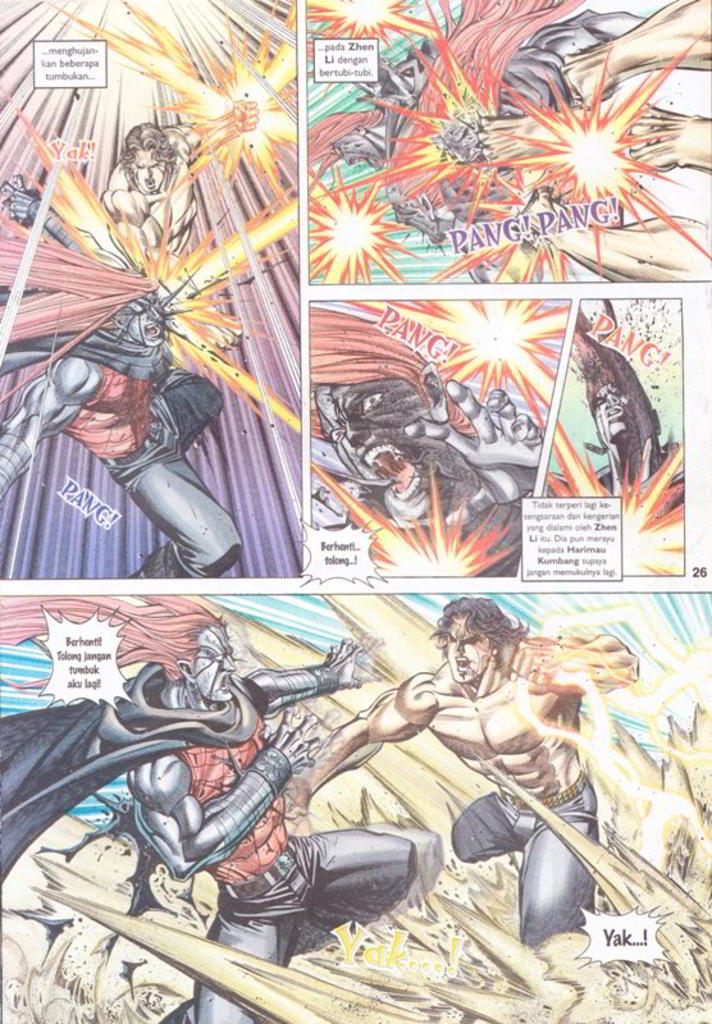 ...menghujan-
kan beberapa
tumbukan...
Yak!
PANG!
...pada Zhen
Li dengan
bertubi-tubi.
PANG! PANG!
PANG!
Berhenti...
tolong...!
PANG!
Tidak terperi lagi ke-
sengsaraan dan kengerian
yang dialami oleh Zhen
Li itu. Dia pun merayu
kepada Harimau
Kumbang supaya
jangan memukulnya lagi.
26
Berhenti!
Tolong jangan
tumbuk
aku lagi!
Yak...!
Yak...!